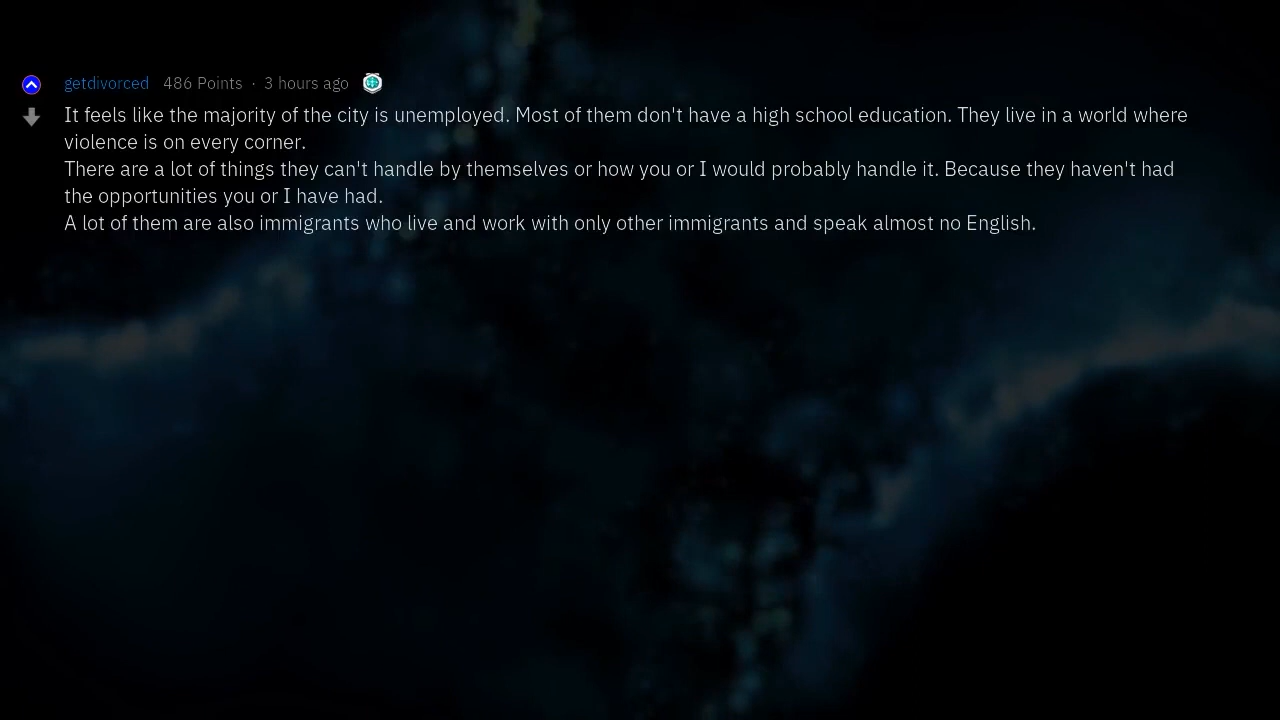 getdivorced 486 Points · 3 hours ago
It feels like the majority of the city is unemployed. Most of them don't have a high school education. They live in a world where
violence is on every corner.
There are a lot of things they can't handle by themselves or how you or I would probably handle it. Because they haven't had
the opportunities you or I have had.
A lot of them are also immigrants who live and work with only other immigrants and speak almost no English.